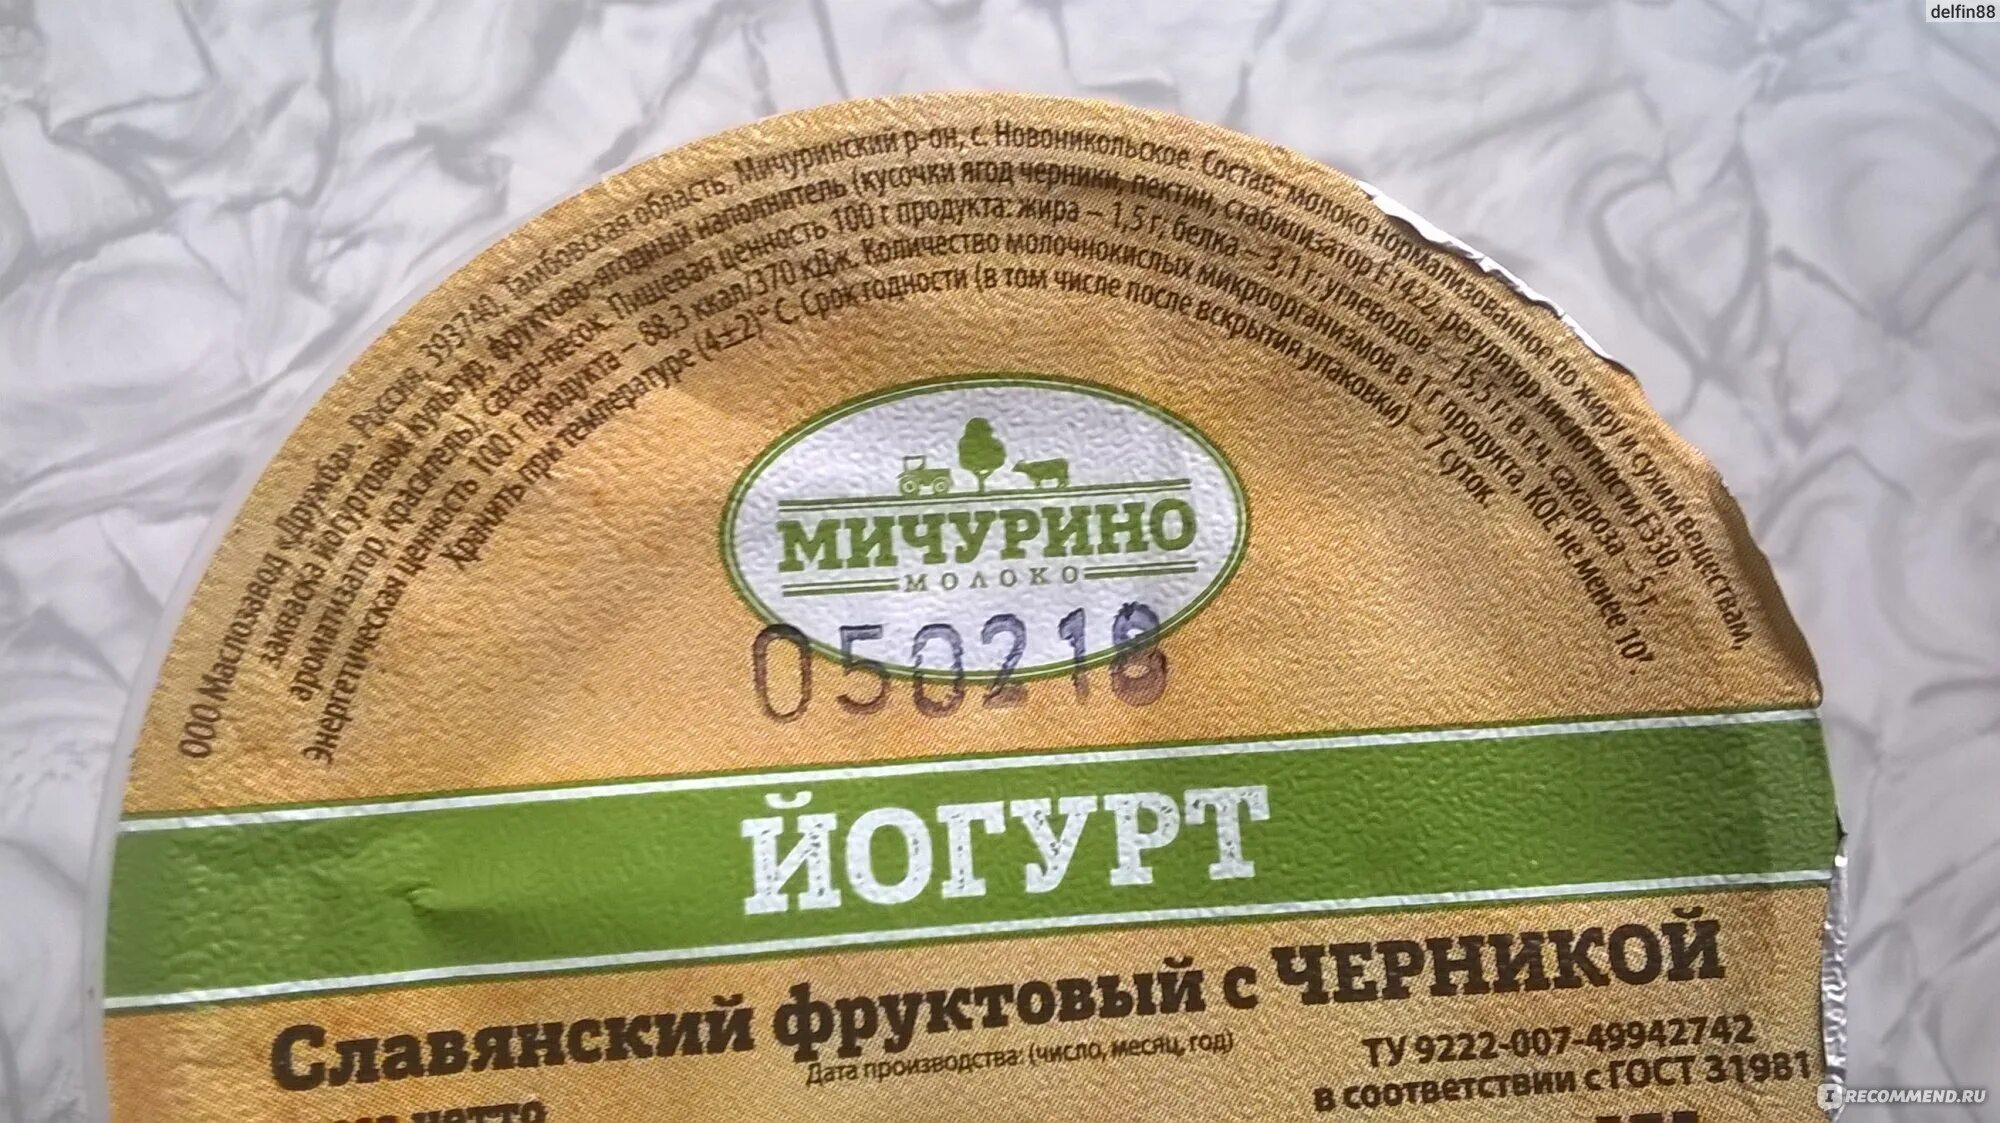 delfin88
ООО Маслозавод «Дружба». Россия, 393740, Тамбовская область, Мичуринский р-он, с. Новоникольское. Состав: молоко нормализованное по жиру и сухим веществам,
закваска йогуртовых культур, фруктово-ягодный наполнитель (кусочки ягод черники, пектин, стабилизатор Е1422, регулятор кислотности Е330,
ароматизатор, краситель), сахар-песок. Пищевая ценность 100 г продукта: жира – 1,5 г; белка – 3,1 г; углеводов – 15,5 г; в т.ч. сахароза – 5 г.
Энергетическая ценность 100 г продукта – 88,3 ккал/370 кДж. Количество молочнокислых микроорганизмов в 1 г продукта, КОЕ не менее 10⁷
Хранить при температуре (4±2)° С. Срок годности (в том числе после вскрытия упаковки) – 7 суток.
МИЧУРИНО
МОЛОКО
050218
ЙОГУРТ
Славянский фруктовый с ЧЕРНИКОЙ
Дата производства: (число, месяц, год)
ТУ 9222-007-49942742
в соответствии с ГОСТ 31981
нетто
I RECOMMEND.RU